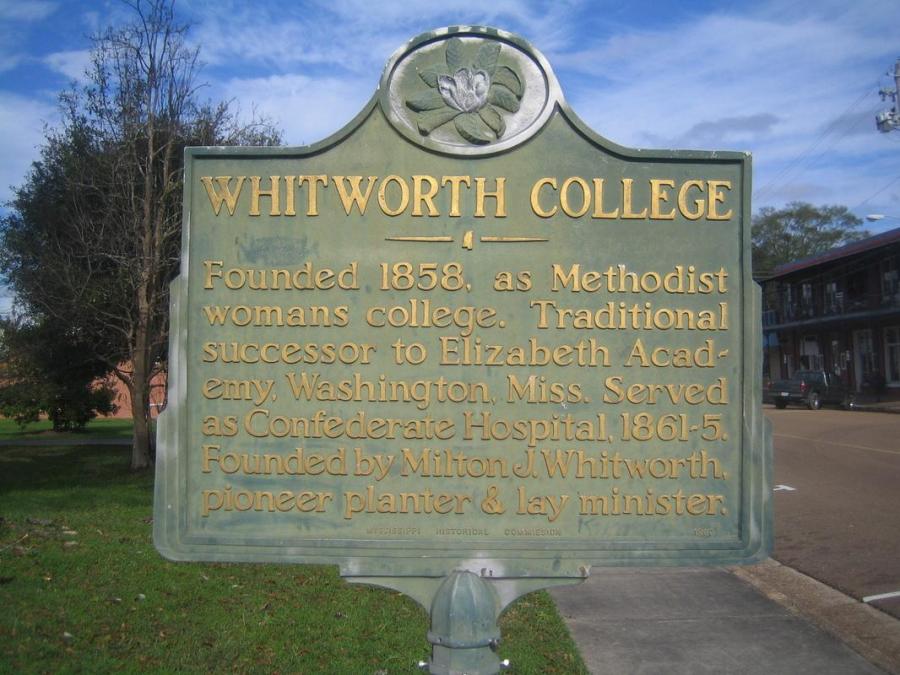 WHITWORTH COLLEGE
Founded 1858, as Methodist
womans college. Traditional
successor to Elizabeth Acad-
emy, Washington, Miss. Served
as Confederate Hospital, 1861-5.
Founded by Milton J. Whitworth,
pioneer planter & lay minister.
MISSISSIPPI HISTORICAL COMMISSION